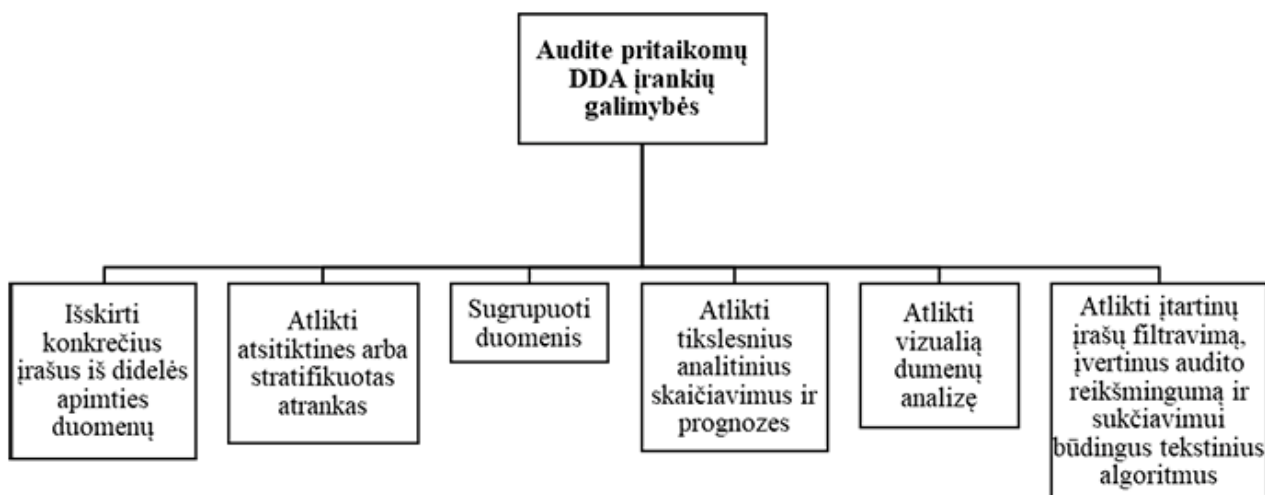 Audite pritaikomų
DDA įrankių
galimybės
Išskirti
konkrečius
įrašus iš didelės
apimties
duomenų
Atlikti
atsitiktines arba
stratifikuotas
atrankas
Sugrupuoti
duomenis
Atlikti
tikslesnius
analitinius
skaičiavimus ir
prognozes
Atlikti
vizualią
dumenų
analizę
Atlikti įtartinų
įrašų filtravimą,
įvertinus audito
reikšmingumą ir
sukčiavimui
būdingus tekstinius
algoritmus